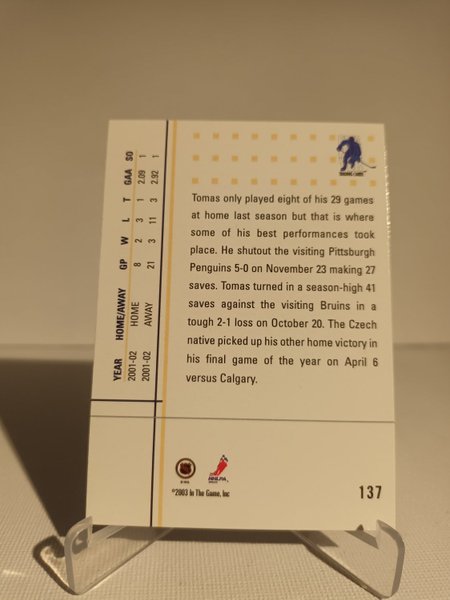 YEAR HOME/AWAY GP W L T GAA SO
2001-02 HOME 8 2 3 1 2.09 1
2001-02 AWAY 21 3 11 3 2.92 1
Tomas only played eight of his 29 games
at home last season but that is where
some of his best performances took
place. He shutout the visiting Pittsburgh
Penguins 5-0 on November 23 making 27
saves. Tomas turned in a season-high 41
saves against the visiting Bruins in a
tough 2-1 loss on October 20. The Czech
native picked up his other home victory in
his final game of the year on April 6
versus Calgary.
NHLPA
©2003 In The Game, Inc
137